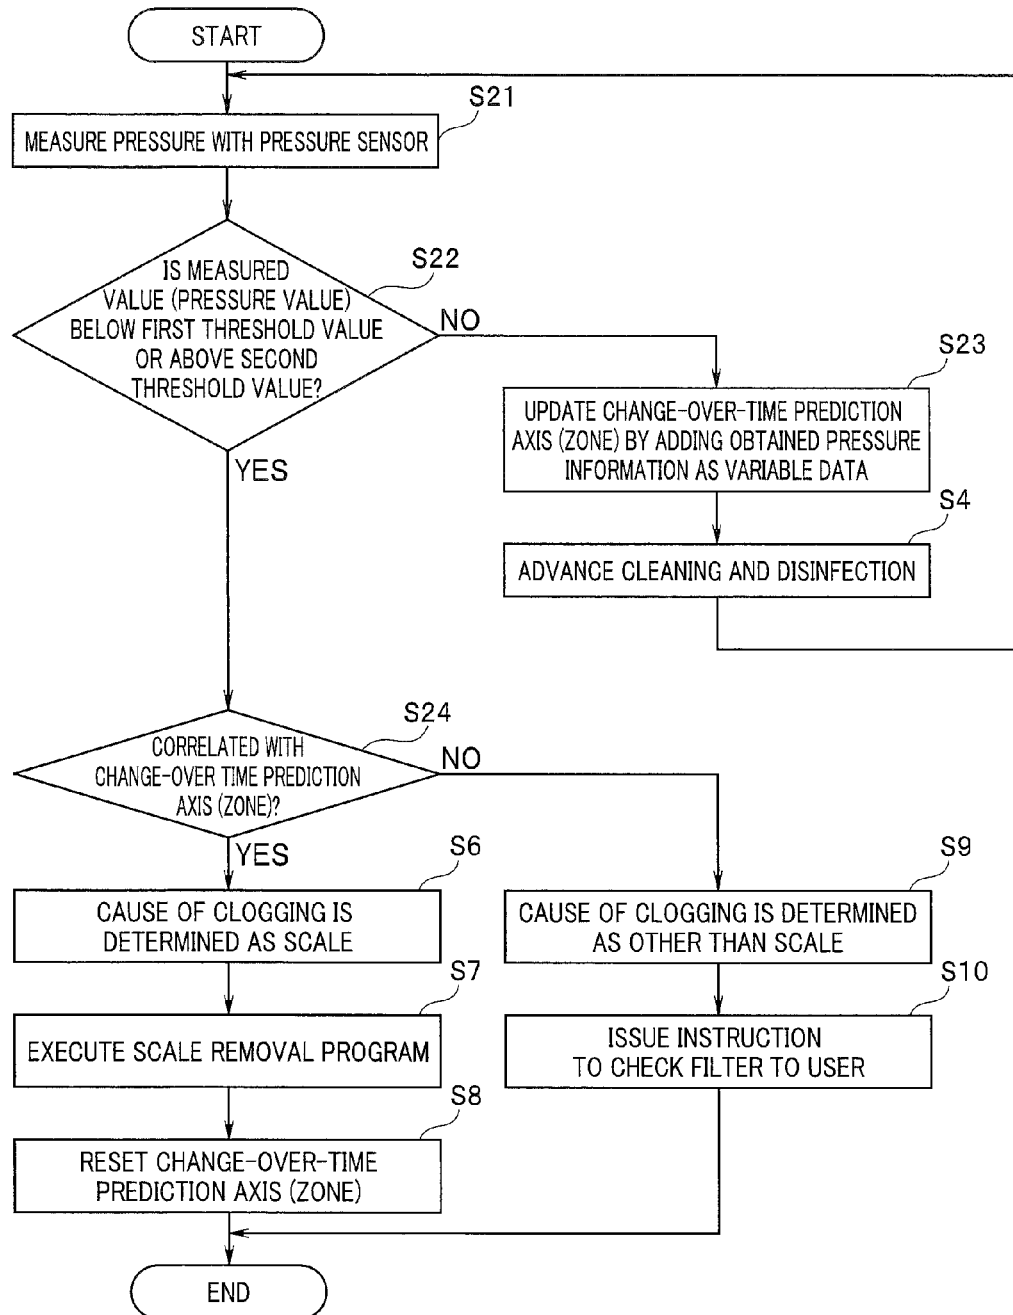 START
S21
MEASURE PRESSURE WITH PRESSURE SENSOR
S22
IS MEASURED
VALUE (PRESSURE VALUE)
BELOW FIRST THRESHOLD VALUE
OR ABOVE SECOND
THRESHOLD VALUE?
NO
YES
S23
UPDATE CHANGE-OVER-TIME PREDICTION
AXIS (ZONE) BY ADDING OBTAINED PRESSURE
INFORMATION AS VARIABLE DATA
S4
ADVANCE CLEANING AND DISINFECTION
S24
CORRELATED WITH
CHANGE-OVER TIME PREDICTION
AXIS (ZONE)?
NO
YES
S6
CAUSE OF CLOGGING IS
DETERMINED AS SCALE
S7
EXECUTE SCALE REMOVAL PROGRAM
S8
RESET CHANGE-OVER-TIME
PREDICTION AXIS (ZONE)
S9
CAUSE OF CLOGGING IS DETERMINED
AS OTHER THAN SCALE
S10
ISSUE INSTRUCTION
TO CHECK FILTER TO USER
END